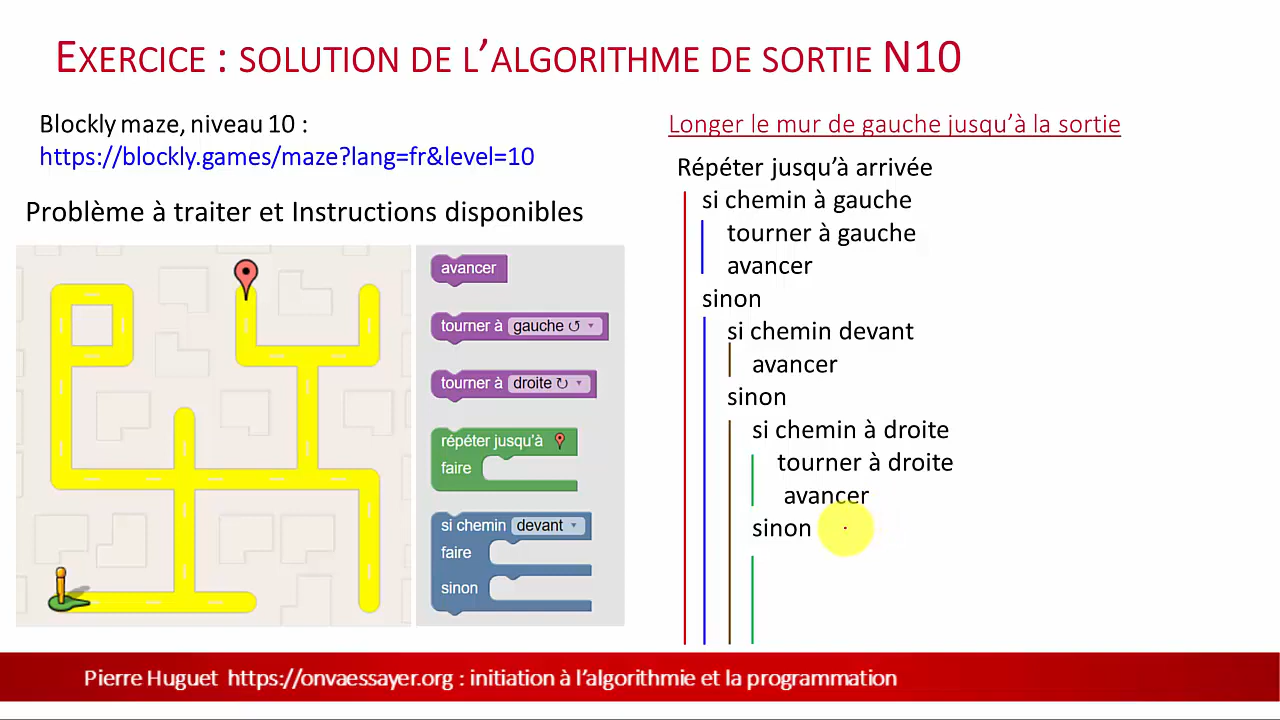 EXERCICE : SOLUTION DE L'ALGORITHME DE SORTIE N10
Blockly maze, niveau 10 :
https://blockly.games/maze?lang=fr&level=10
Problème à traiter et Instructions disponibles
avancer
tourner à gauche ↺ ▾
tourner à droite ↻ ▾
répéter jusqu'à
faire
si chemin devant ▾
faire
sinon
Longer le mur de gauche jusqu'à la sortie
Répéter jusqu'à arrivée
si chemin à gauche
tourner à gauche
avancer
sinon
si chemin devant
avancer
sinon
si chemin à droite
tourner à droite
avancer
sinon
Pierre Huguet https://onvaessayer.org : initiation à l'algorithmie et la programmation